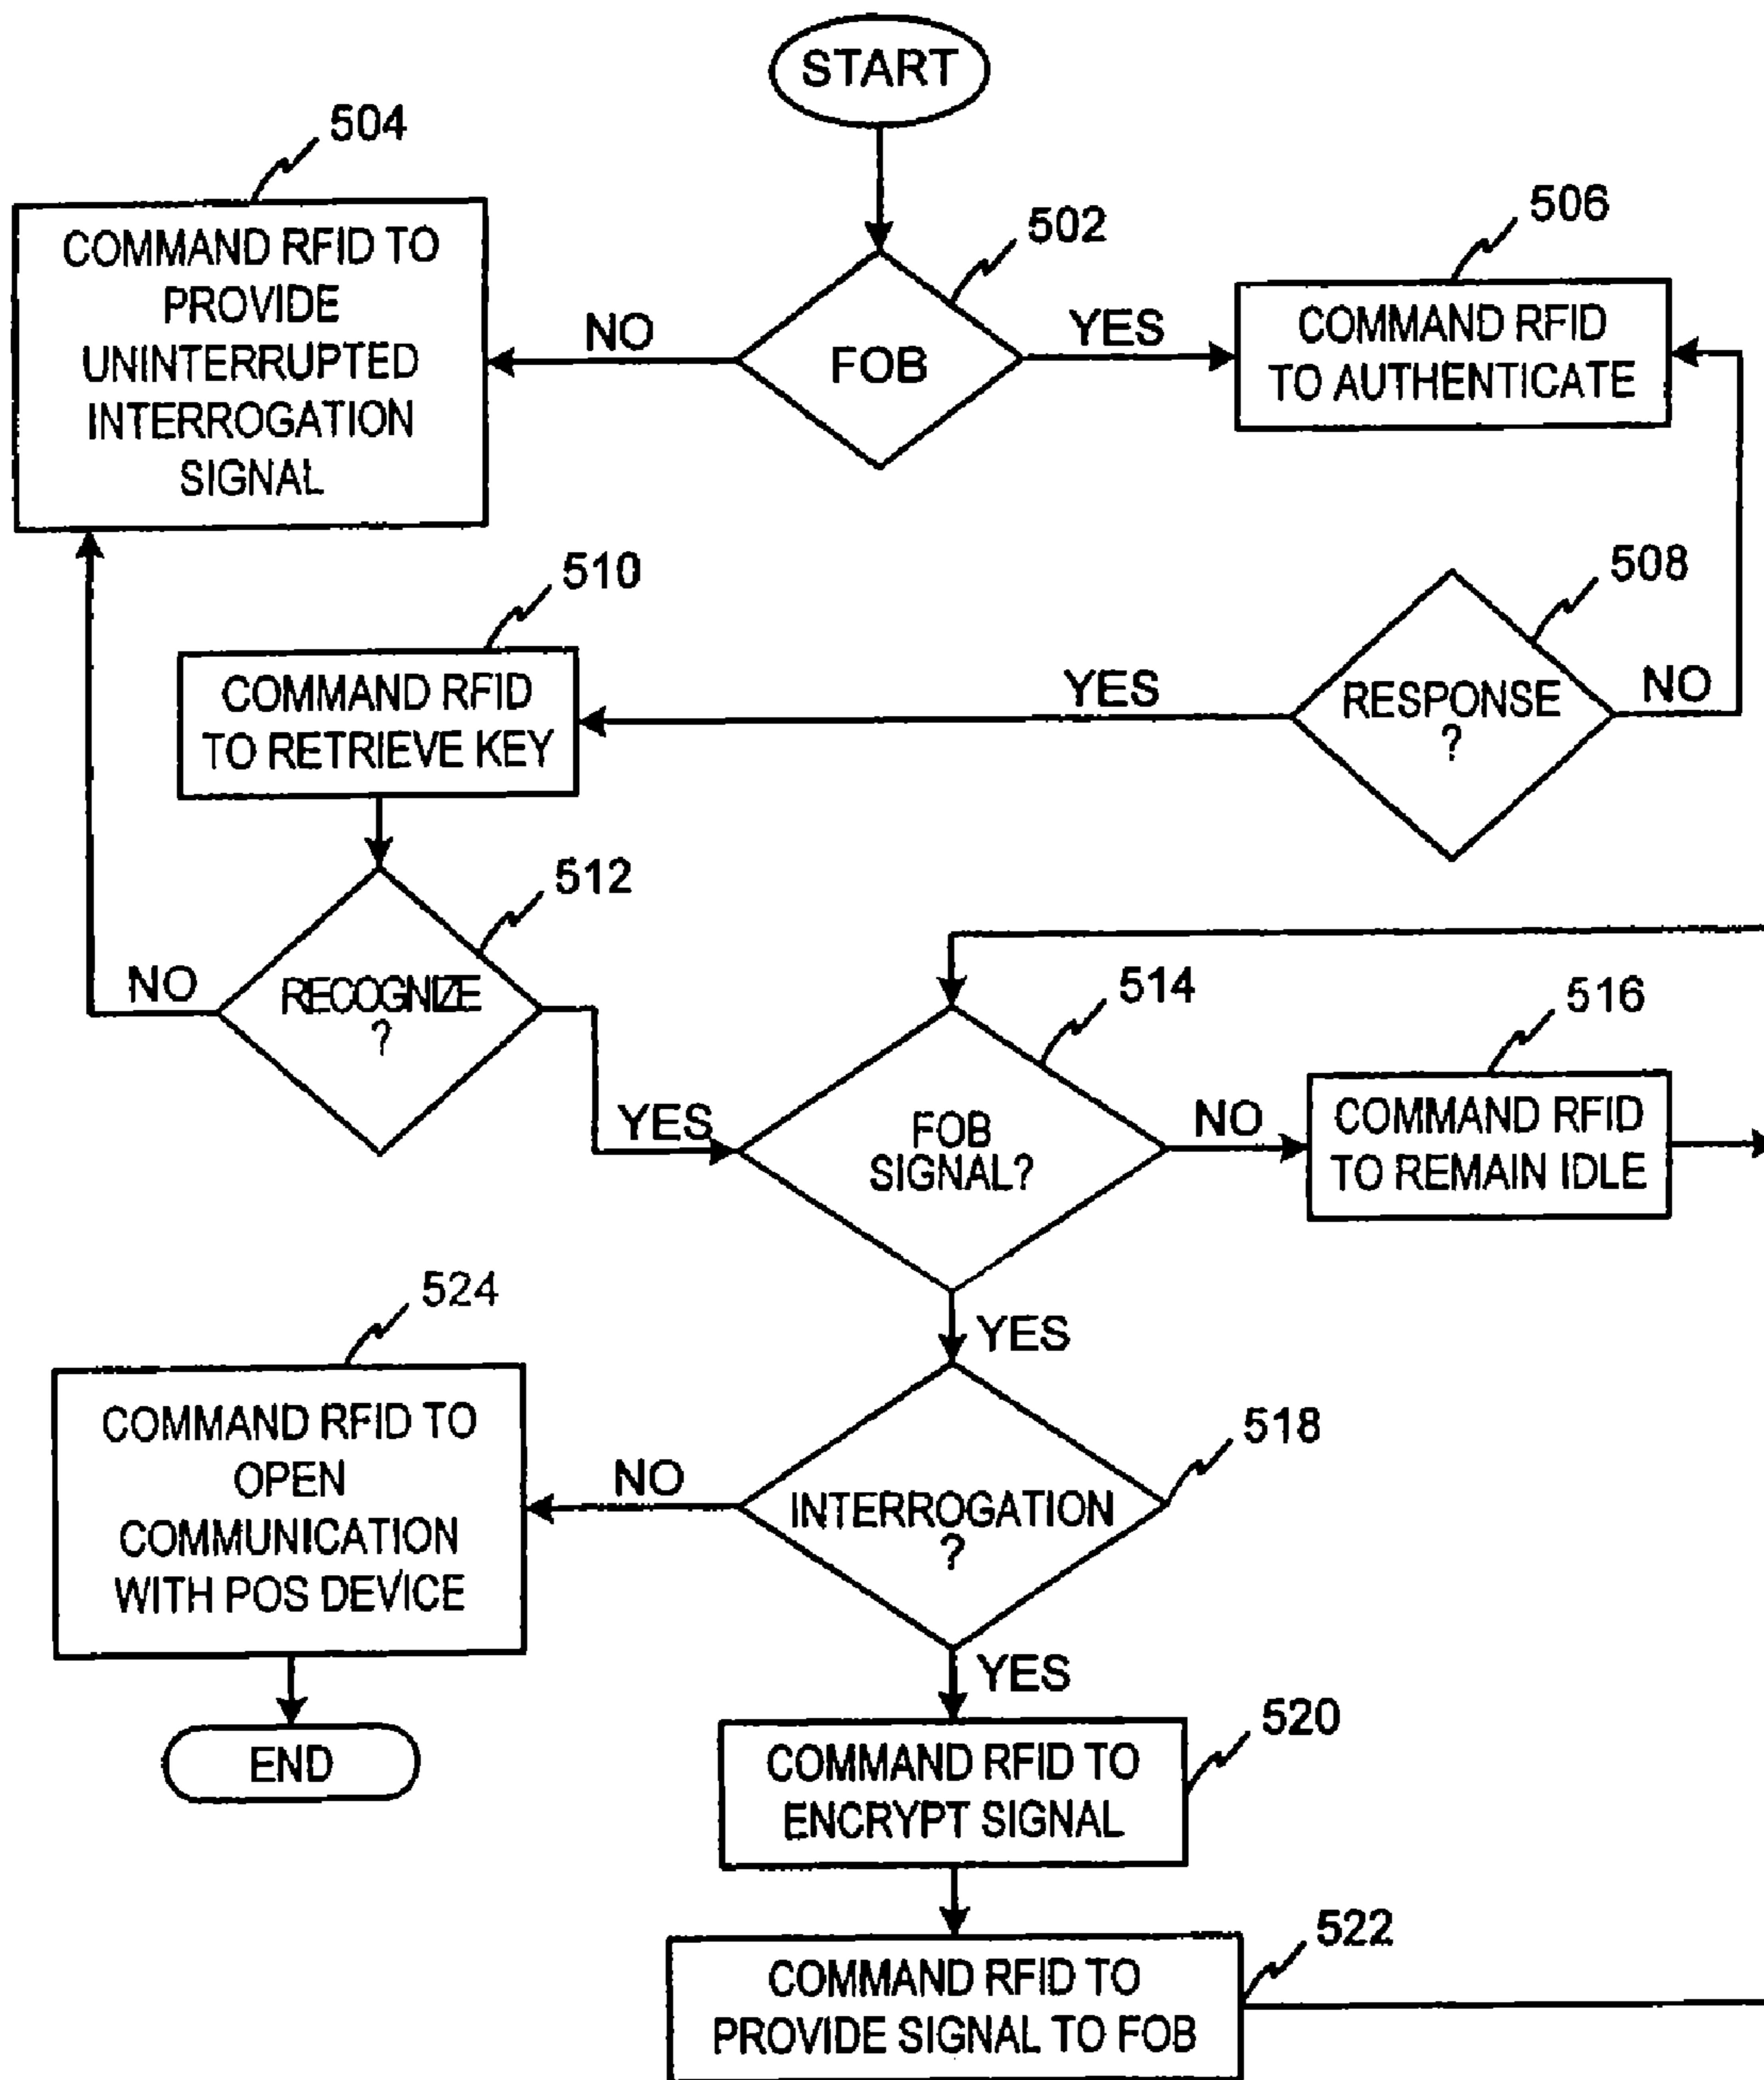 START
504
COMMAND RFID TO
PROVIDE
UNINTERRUPTED
INTERROGATION
SIGNAL
NO
502
FOB
YES
506
COMMAND RFID
TO AUTHENTICATE
510
COMMAND RFID
TO RETRIEVE KEY
YES
508
RESPONSE
?
NO
512
NO
RECOGNIZE
?
YES
514
FOB
SIGNAL?
NO
516
COMMAND RFID
TO REMAIN IDLE
YES
524
COMMAND RFID TO
OPEN
COMMUNICATION
WITH POS DEVICE
NO
518
INTERROGATION
?
YES
END
520
COMMAND RFID TO
ENCRYPT SIGNAL
522
COMMAND RFID TO
PROVIDE SIGNAL TO FOB